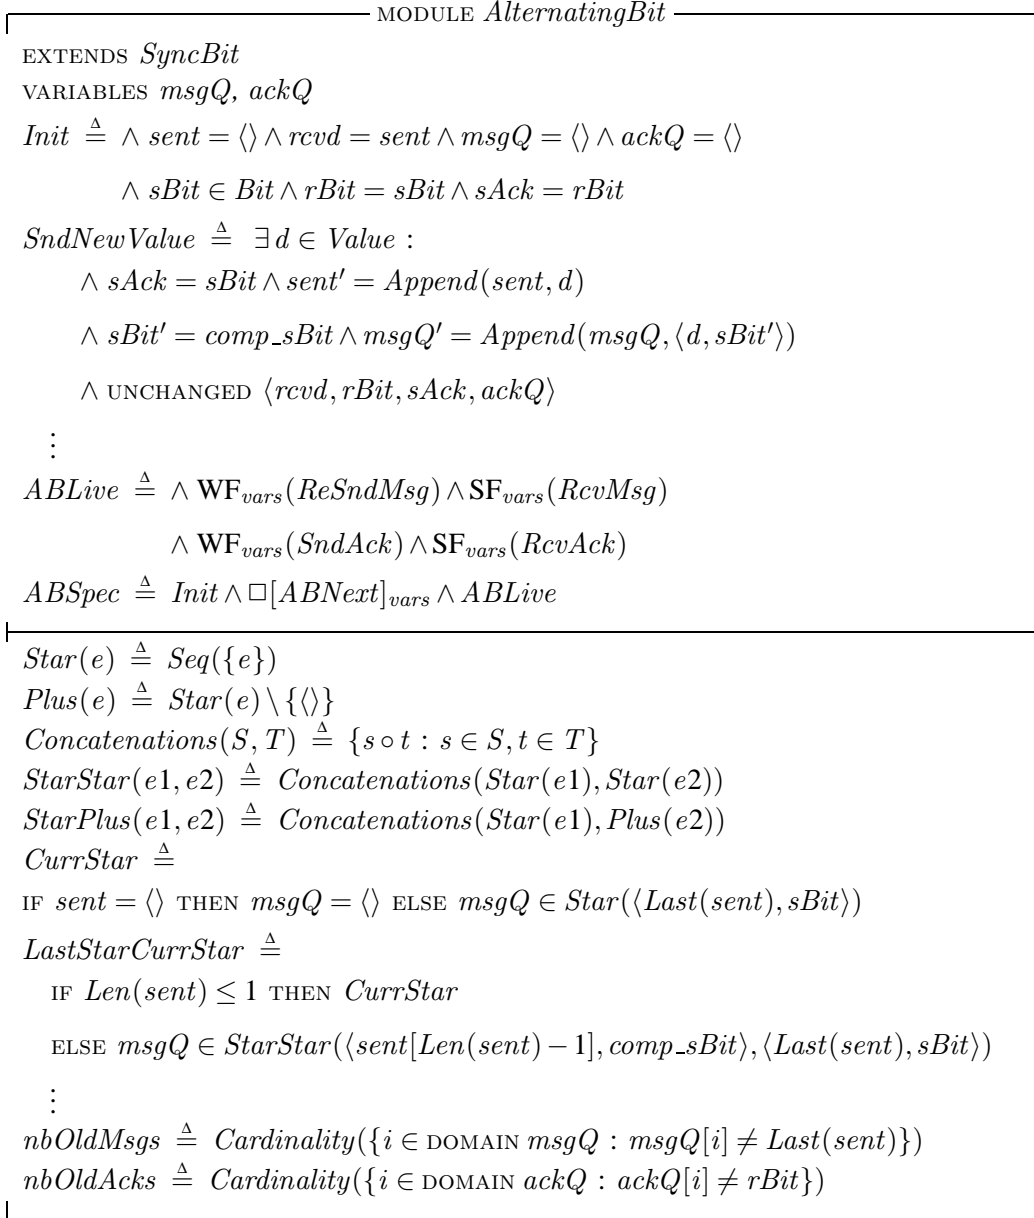 MODULE AlternatingBit
EXTENDS SyncBit
VARIABLES msgQ, ackQ
Init ≜ ∧ sent = ⟨⟩ ∧ rcvd = sent ∧ msgQ = ⟨⟩ ∧ ackQ = ⟨⟩
∧ sBit ∈ Bit ∧ rBit = sBit ∧ sAck = rBit
SndNewValue ≜ ∃ d ∈ Value :
∧ sAck = sBit ∧ sent′ = Append(sent, d)
∧ sBit′ = comp_sBit ∧ msgQ′ = Append(msgQ, ⟨d, sBit′⟩)
∧ UNCHANGED ⟨rcvd, rBit, sAck, ackQ⟩
⋮
ABLive ≜ ∧ WF_vars(ReSndMsg) ∧ SF_vars(RcvMsg)
∧ WF_vars(SndAck) ∧ SF_vars(RcvAck)
ABSpec ≜ Init ∧ □[ABNext]_vars ∧ ABLive
Star(e) ≜ Seq({e})
Plus(e) ≜ Star(e) \ {⟨⟩}
Concatenations(S, T) ≜ {s ∘ t : s ∈ S, t ∈ T}
StarStar(e1, e2) ≜ Concatenations(Star(e1), Star(e2))
StarPlus(e1, e2) ≜ Concatenations(Star(e1), Plus(e2))
CurrStar ≜
IF sent = ⟨⟩ THEN msgQ = ⟨⟩ ELSE msgQ ∈ Star(⟨Last(sent), sBit⟩)
LastStarCurrStar ≜
IF Len(sent) ≤ 1 THEN CurrStar
ELSE msgQ ∈ StarStar(⟨sent[Len(sent) − 1], comp_sBit⟩, ⟨Last(sent), sBit⟩)
⋮
nbOldMsgs ≜ Cardinality({i ∈ DOMAIN msgQ : msgQ[i] ≠ Last(sent)})
nbOldAcks ≜ Cardinality({i ∈ DOMAIN ackQ : ackQ[i] ≠ rBit})